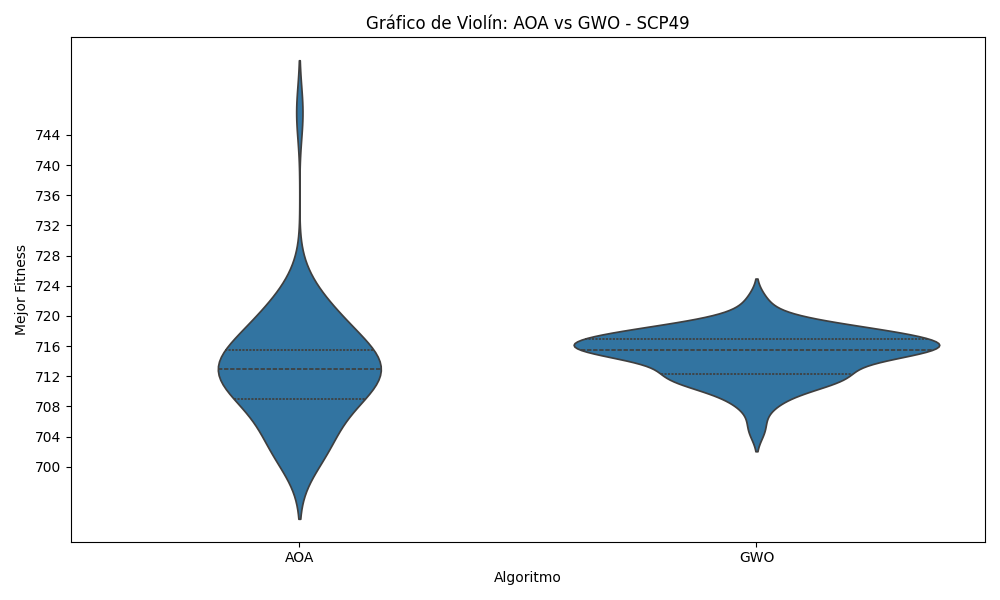 Gráfico de Violín: AOA vs GWO - SCP49
Mejor Fitness
744
740
736
732
728
724
720
716
712
708
704
700
AOA
GWO
Algoritmo